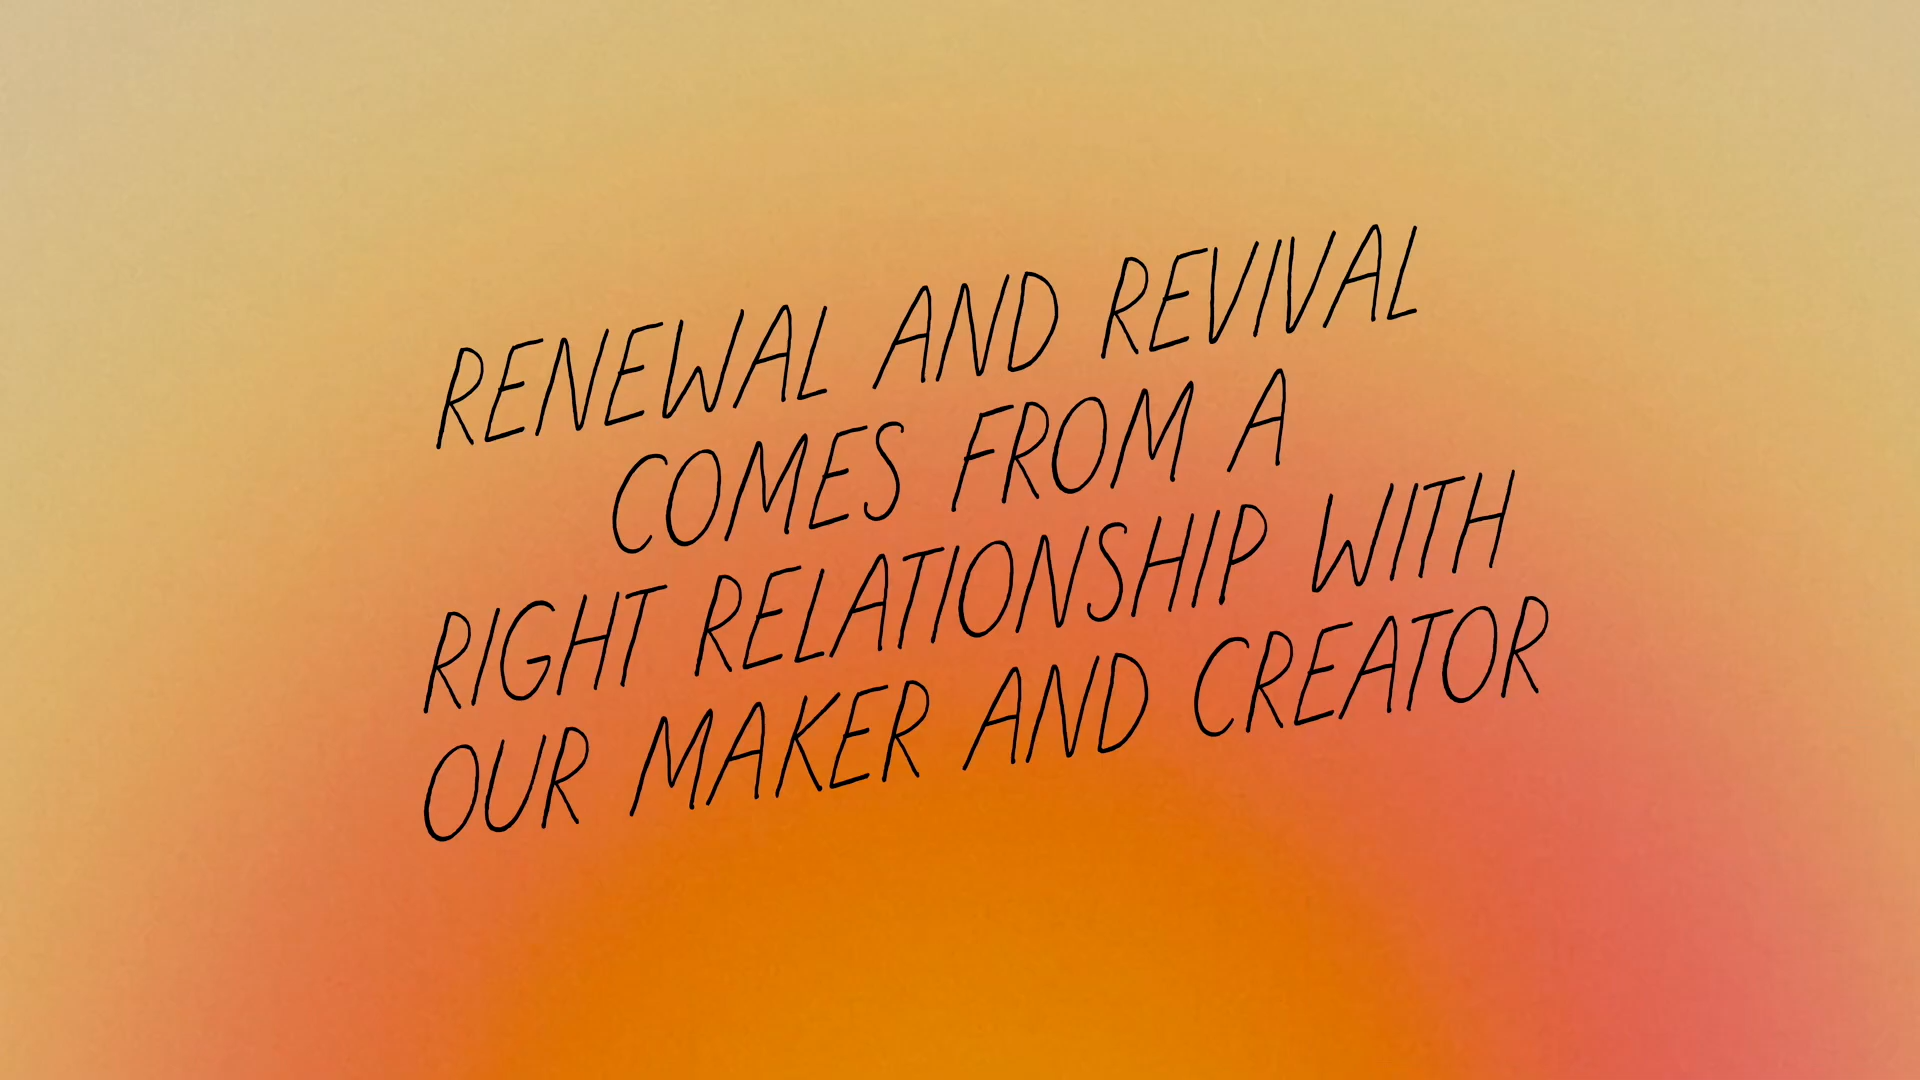 RENEWAL AND REVIVAL
COMES FROM A
RIGHT RELATIONSHIP WITH
OUR MAKER AND CREATOR